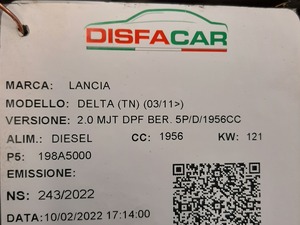 DISFACAR
MARCA: LANCIA
MODELLO: DELTA (TN) (03/11>)
VERSIONE: 2.0 MJT DPF BER. 5P/D/1956CC
ALIM.: DIESEL CC: 1956 KW: 121
P5: 198A5000
EMISSIONE:
NS: 243/2022
DATA:10/02/2022 17:14:00